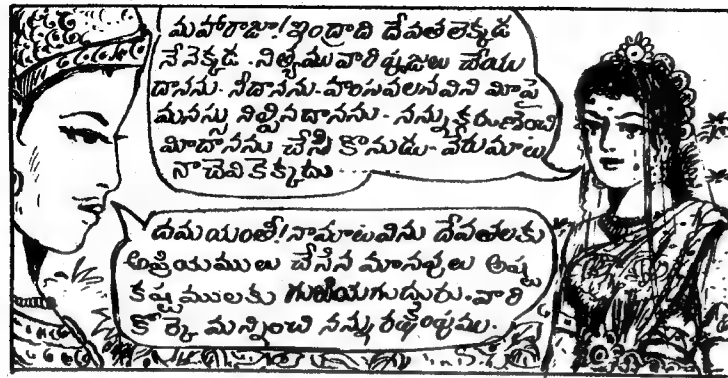 మహారాజా! ఇంద్రాది దేవతలెక్కడ
నేనెక్కడ. నిత్యము వారి పూజలు చేయు
దానను. నీదానను. హంసవలన విని మీపై
మనస్సు నిల్పినదానను. నన్ను కరుణించి
మీదానను చేసి కొనుడు. వేరుమాటలు
నాచెవి కెక్కదు......
దమయంతీ! నామాటవిను దేవతలకు
అప్రియములు చేసిన మానవులు అష్ట
కష్టములకు గురియగుదురు. వారి
కోర్కె మన్నించి నన్ను రక్షింపుము.